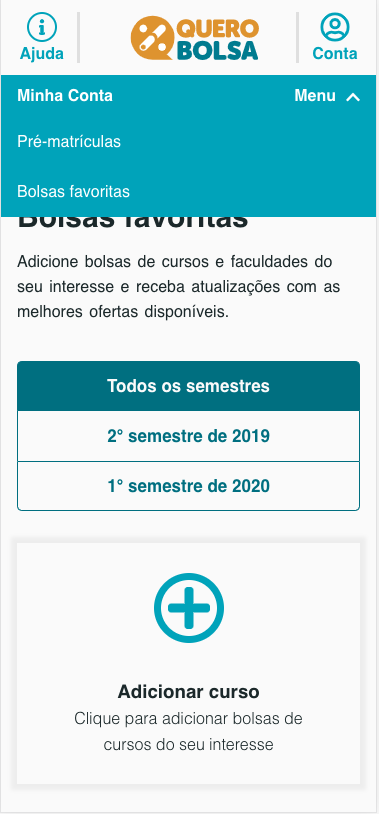 Ajuda
QUERO
BOLSA
Conta
Minha Conta
Menu
Pré-matrículas
Bolsas favoritas
Bolsas favoritas
Adicione bolsas de cursos e faculdades do
seu interesse e receba atualizações com as
melhores ofertas disponíveis.
Todos os semestres
2° semestre de 2019
1° semestre de 2020
Adicionar curso
Clique para adicionar bolsas de
cursos do seu interesse